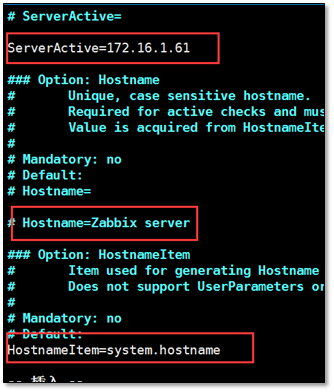 # ServerActive=
ServerActive=172.16.1.61
### Option: Hostname
#       Unique, case sensitive hostname.
#       Required for active checks and mus
#       Value is acquired from HostnameIte
#
# Mandatory: no
# Default:
# Hostname=
# Hostname=Zabbix server
### Option: HostnameItem
#       Item used for generating Hostname
#       Does not support UserParameters or
#
# Mandatory: no
# Default:
HostnameItem=system.hostname
-- 插入 --